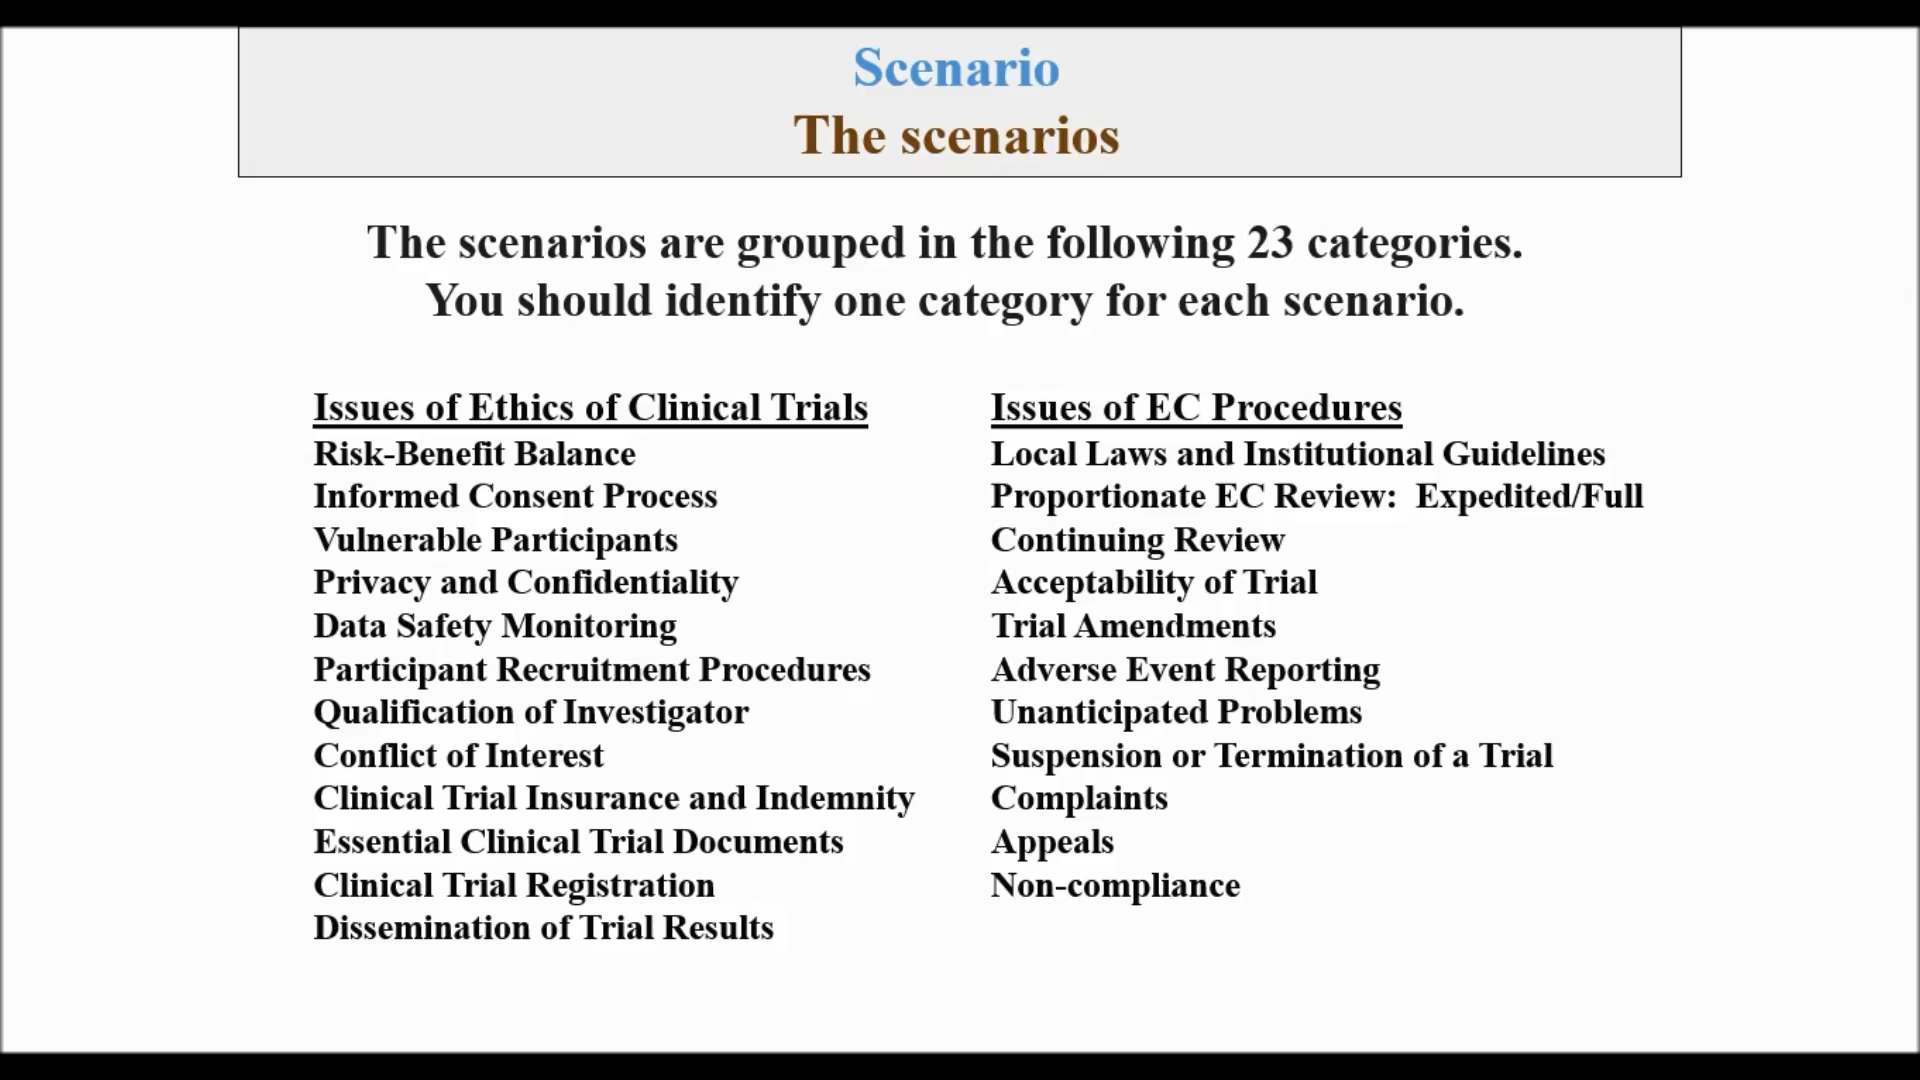 Scenario
The scenarios
The scenarios are grouped in the following 23 categories.
You should identify one category for each scenario.
Issues of Ethics of Clinical Trials
Risk-Benefit Balance
Informed Consent Process
Vulnerable Participants
Privacy and Confidentiality
Data Safety Monitoring
Participant Recruitment Procedures
Qualification of Investigator
Conflict of Interest
Clinical Trial Insurance and Indemnity
Essential Clinical Trial Documents
Clinical Trial Registration
Dissemination of Trial Results
Issues of EC Procedures
Local Laws and Institutional Guidelines
Proportionate EC Review:  Expedited/Full
Continuing Review
Acceptability of Trial
Trial Amendments
Adverse Event Reporting
Unanticipated Problems
Suspension or Termination of a Trial
Complaints
Appeals
Non-compliance